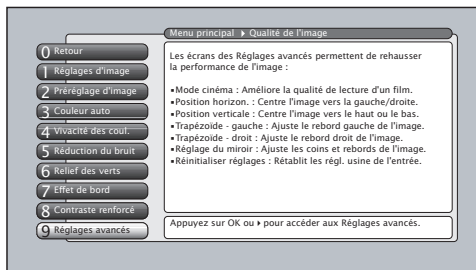 Menu principal ▸ Qualité de l'image
0 Retour
1 Réglages d'image
2 Préréglage d'image
3 Couleur auto
4 Vivacité des coul.
5 Réduction du bruit
6 Relief des verts
7 Effet de bord
8 Contraste renforcé
9 Réglages avancés
Les écrans des Réglages avancés permettent de rehausser
la performance de l'image :
▪Mode cinéma : Améliore la qualité de lecture d'un film.
▪Position horizon. : Centre l'image vers la gauche/droite.
▪Position verticale : Centre l'image vers le haut ou le bas.
▪Trapézoïde - gauche : Ajuste le rebord gauche de l'image.
▪Trapézoïde - droit : Ajuste le rebord droit de l'image.
▪Réglage du miroir : Ajuste les coins et rebords de l'image.
▪Réinitialiser réglages : Rétablit les régl. usine de l'entrée.
Appuyez sur OK ou ▸ pour accéder aux Réglages avancés.